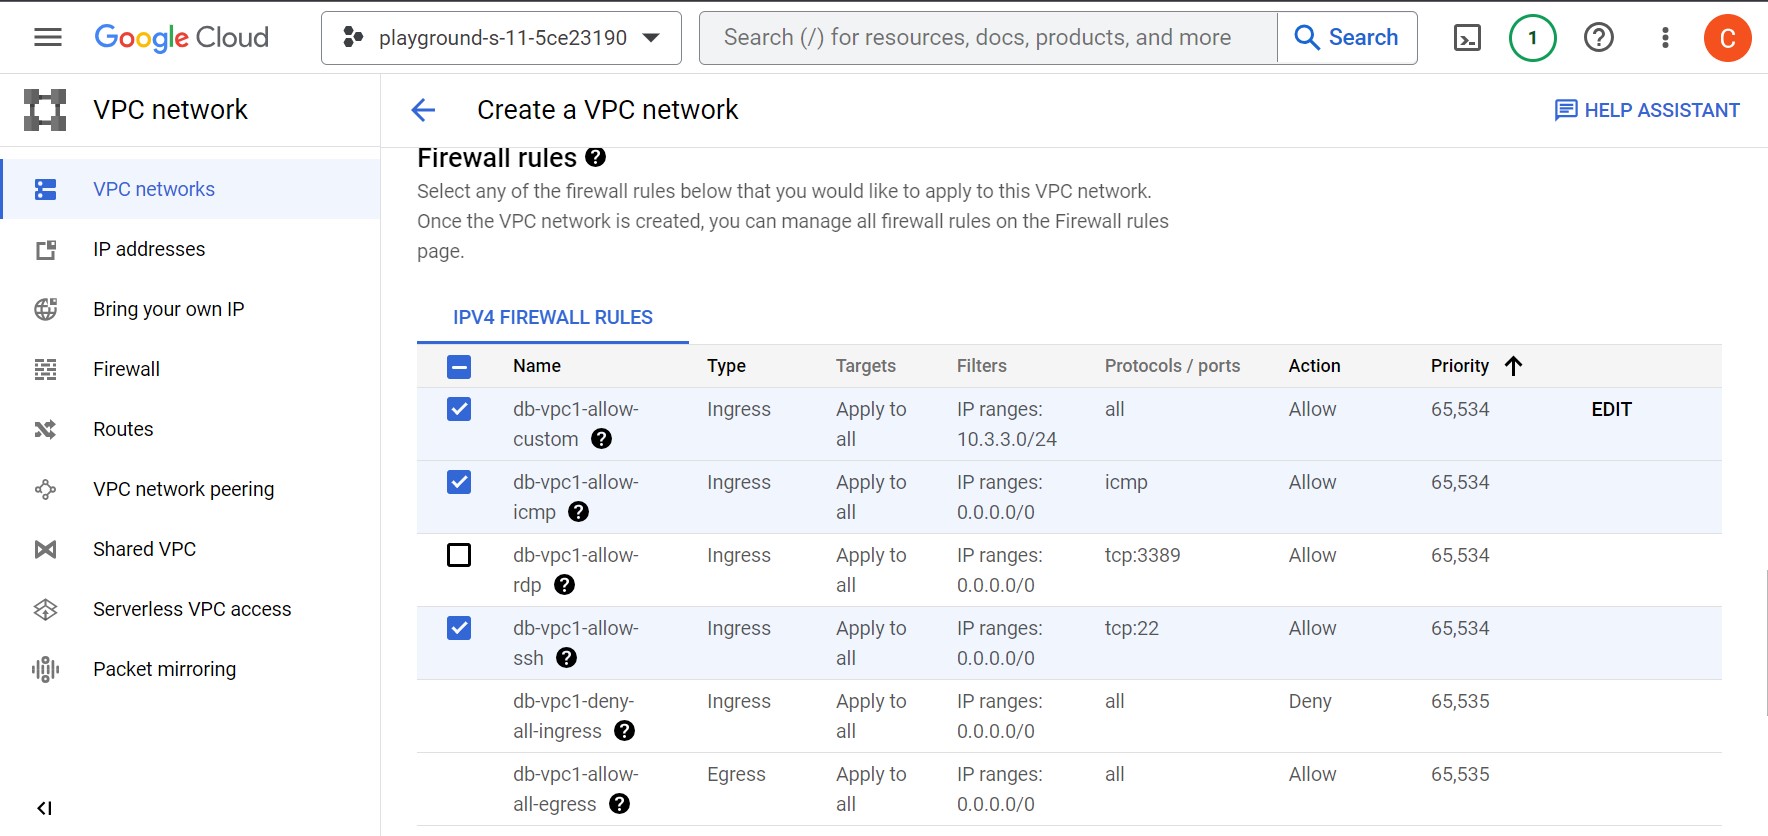 Google Cloud
playground-s-11-5ce23190
Search (/) for resources, docs, products, and more
Search
1
C
VPC network
Create a VPC network
HELP ASSISTANT
VPC networks
IP addresses
Bring your own IP
Firewall
Routes
VPC network peering
Shared VPC
Serverless VPC access
Packet mirroring
Firewall rules
Select any of the firewall rules below that you would like to apply to this VPC network.
Once the VPC network is created, you can manage all firewall rules on the Firewall rules
page.
IPV4 FIREWALL RULES
Name Type Targets Filters Protocols / ports Action Priority
db-vpc1-allow- Ingress Apply to IP ranges: all Allow 65,534 EDIT
custom all 10.3.3.0/24
db-vpc1-allow- Ingress Apply to IP ranges: icmp Allow 65,534
icmp all 0.0.0.0/0
db-vpc1-allow- Ingress Apply to IP ranges: tcp:3389 Allow 65,534
rdp all 0.0.0.0/0
db-vpc1-allow- Ingress Apply to IP ranges: tcp:22 Allow 65,534
ssh all 0.0.0.0/0
db-vpc1-deny- Ingress Apply to IP ranges: all Deny 65,535
all-ingress all 0.0.0.0/0
db-vpc1-allow- Egress Apply to IP ranges: all Allow 65,535
all-egress all 0.0.0.0/0